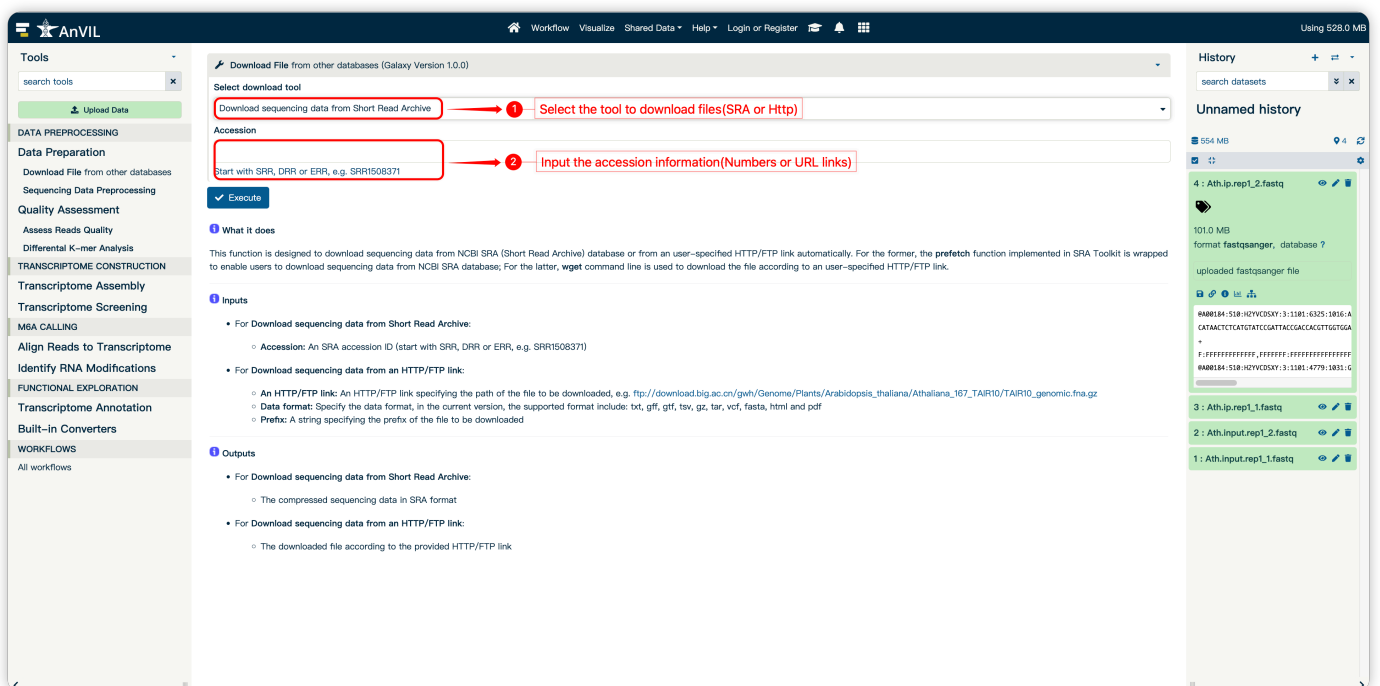 AnVIL
Workflow Visualize Shared Data Help Login or Register
Using 528.0 MB
Tools
search tools
Upload Data
DATA PREPROCESSING
Data Preparation
Download File from other databases
Sequencing Data Preprocessing
Quality Assessment
Assess Reads Quality
Differential K-mer Analysis
TRANSCRIPTOME CONSTRUCTION
Transcriptome Assembly
Transcriptome Screening
M6A CALLING
Align Reads to Transcriptome
Identify RNA Modifications
FUNCTIONAL EXPLORATION
Transcriptome Annotation
Built-in Converters
WORKFLOWS
All workflows
Download File from other databases (Galaxy Version 1.0.0)
Select download tool
Download sequencing data from Short Read Archive
1 Select the tool to download files(SRA or Http)
Accession
2 Input the accession information(Numbers or URL links)
Start with SRR, DRR or ERR, e.g. SRR1508371
Execute
What it does
This function is designed to download sequencing data from NCBI SRA (Short Read Archive) database or from an user-specified HTTP/FTP link automatically. For the former, the prefetch function implemented in SRA Toolkit is wrapped
to enable users to download sequencing data from NCBI SRA database; For the latter, wget command line is used to download the file according to an user-specified HTTP/FTP link.
Inputs
• For Download sequencing data from Short Read Archive:
◦ Accession: An SRA accession ID (start with SRR, DRR or ERR, e.g. SRR1508371)
• For Download sequencing data from an HTTP/FTP link:
◦ An HTTP/FTP link: An HTTP/FTP link specifying the path of the file to be downloaded, e.g. ftp://download.big.ac.cn/gwh/Genome/Plants/Arabidopsis_thaliana/Athaliana_167_TAIR10/TAIR10_genomic.fna.gz
◦ Data format: Specify the data format, in the current version, the supported format include: txt, gff, gtf, tsv, gz, tar, vcf, fasta, html and pdf
◦ Prefix: A string specifying the prefix of the file to be downloaded
Outputs
• For Download sequencing data from Short Read Archive:
◦ The compressed sequencing data in SRA format
• For Download sequencing data from an HTTP/FTP link:
◦ The downloaded file according to the provided HTTP/FTP link
History
search datasets
Unnamed history
554 MB
4
4 : Ath.ip.rep1_2.fastq
101.0 MB
format fastqsanger, database ?
uploaded fastqsanger file
@A00184:510:HZYVCDSXY:3:1101:6325:1016:A
CATAACTCTCATGTATCCGATTACCGACCACGTTGGTGGA
+
F:FFFFFFFFFFFFF,FFFFFFF:FFFFFFFFFFFFFFFF
@A00184:510:HZYVCDSXY:3:1101:4779:1031:G
3 : Ath.ip.rep1_1.fastq
2 : Ath.input.rep1_2.fastq
1 : Ath.input.rep1_1.fastq